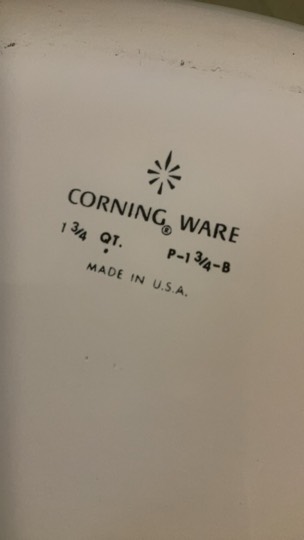 CORNING® WARE
1 3/4 QT. P-1 3/4-B
MADE IN U.S.A.